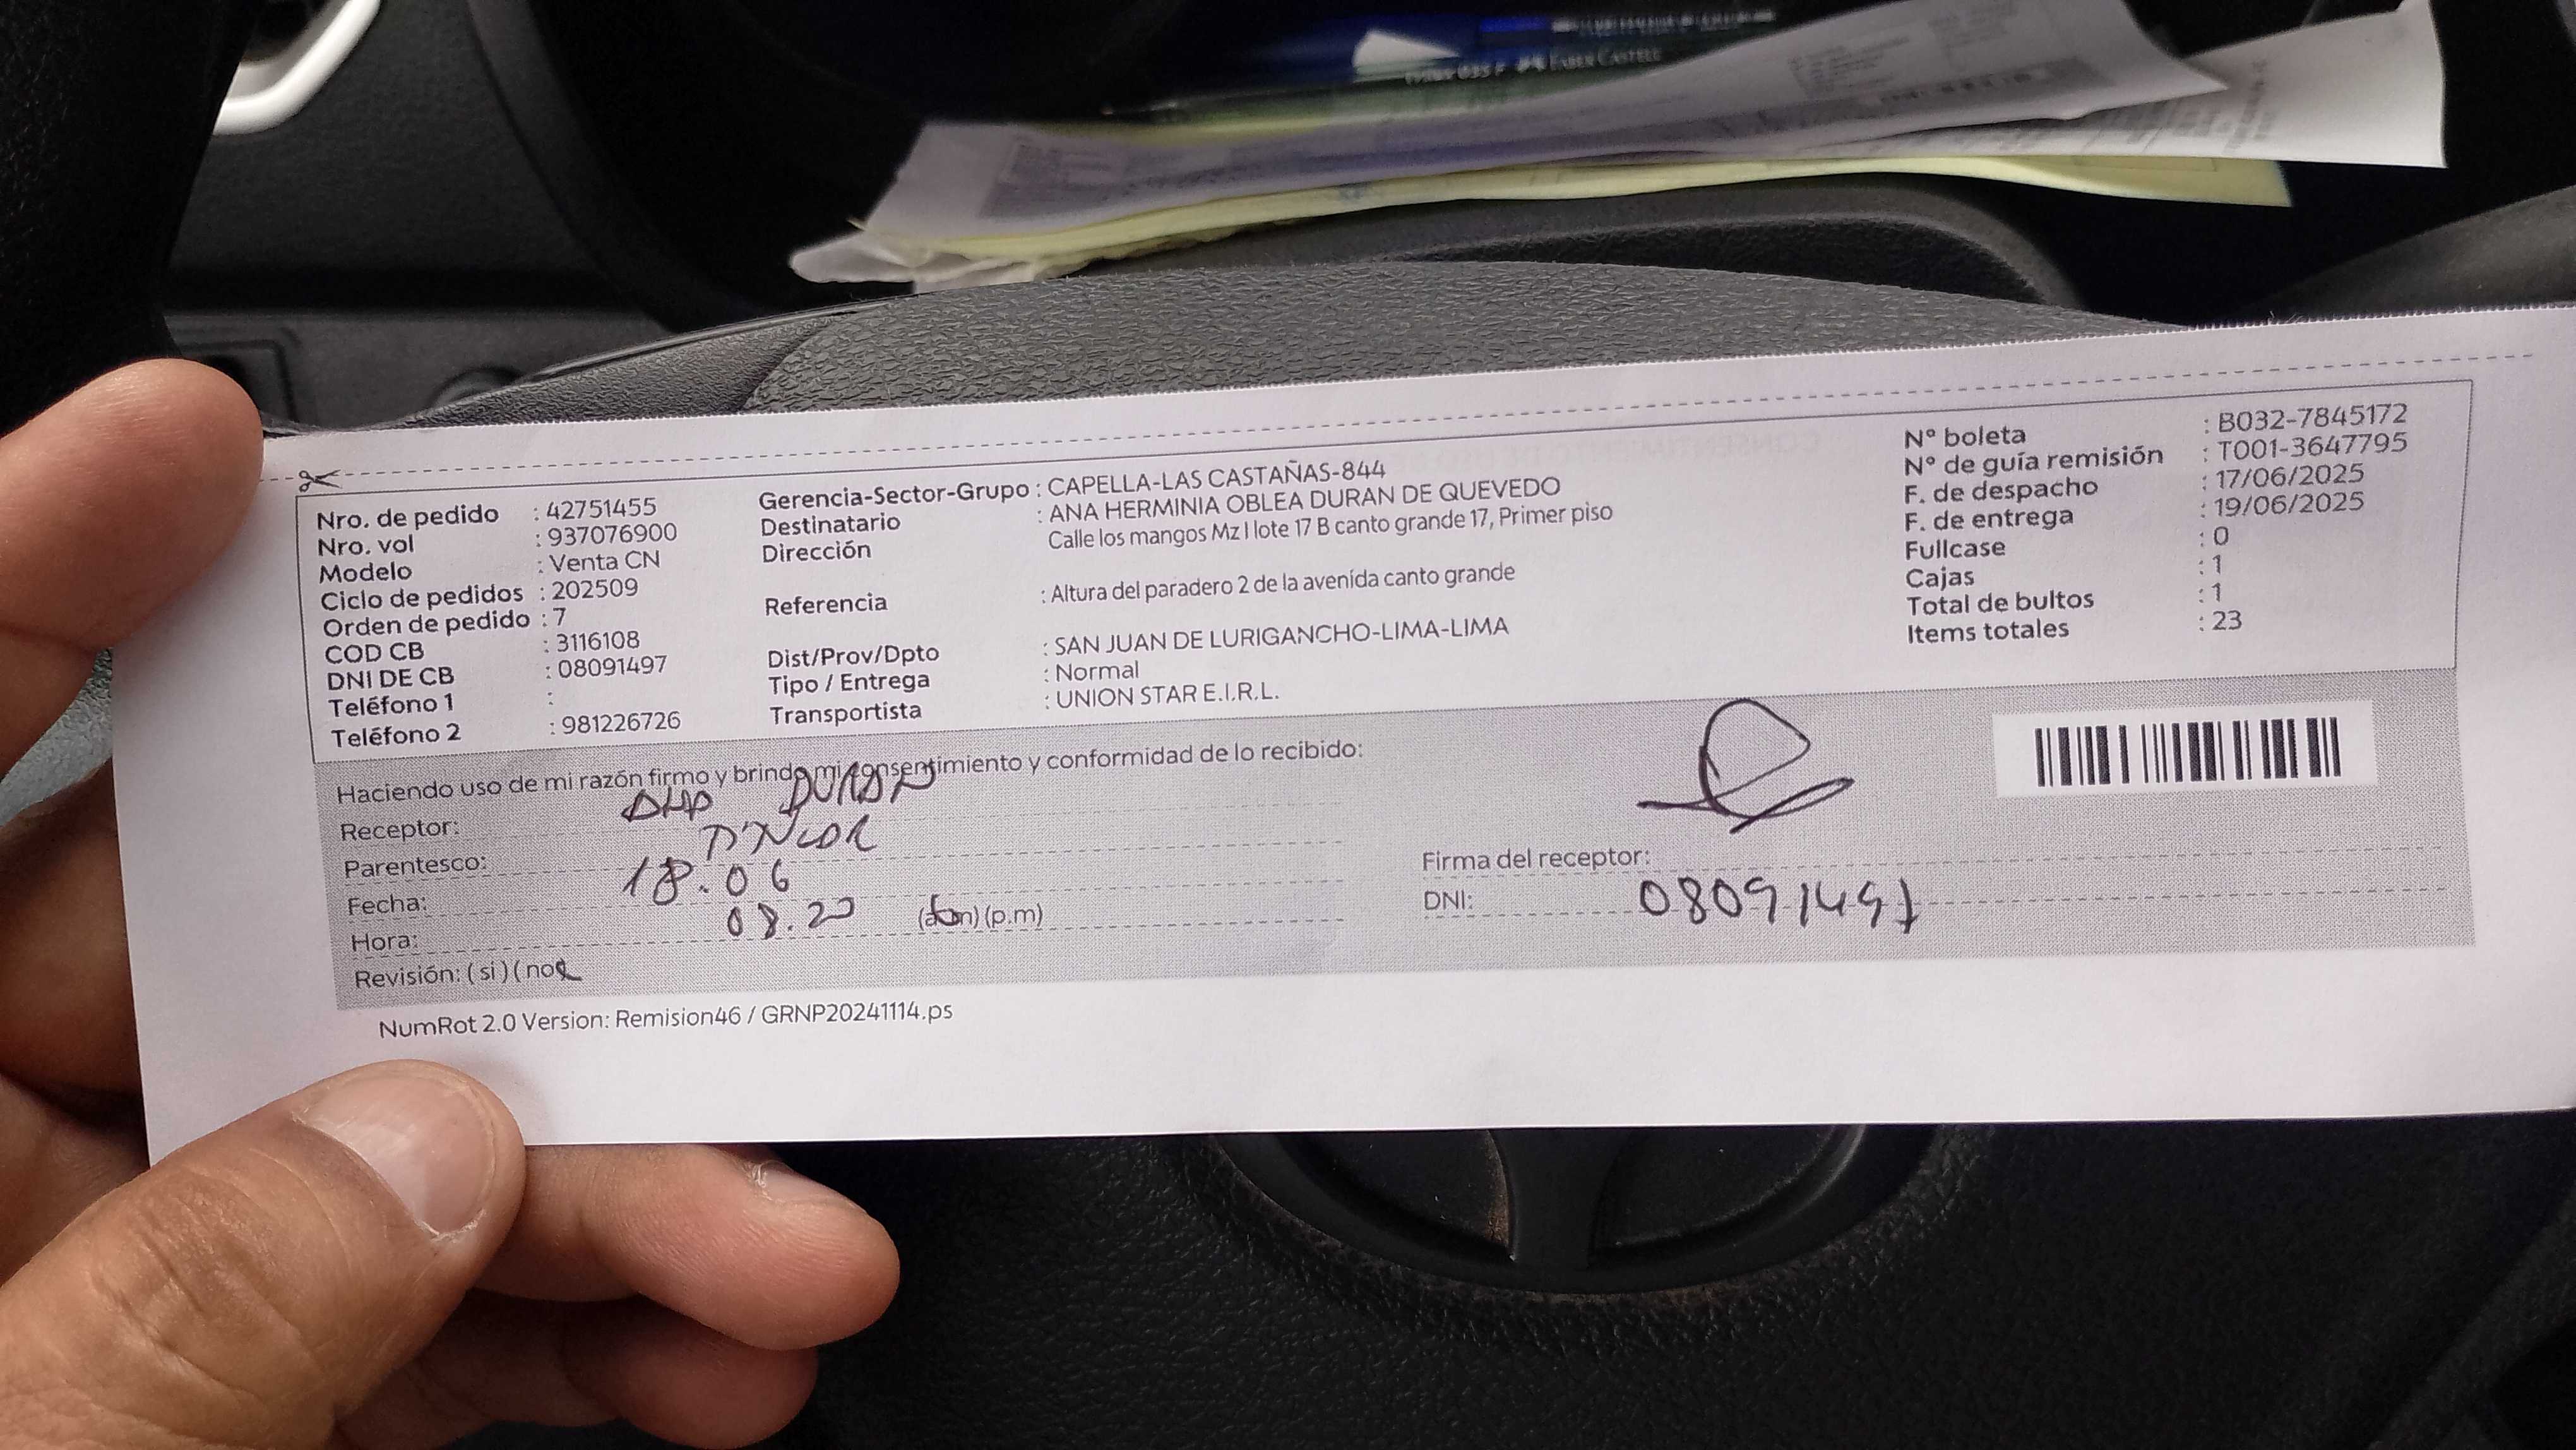 FABER CASTELL
Nro. de pedido : 42751455
Nro. vol : 937076900
Modelo : Venta CN
Ciclo de pedidos : 202509
Orden de pedido : 7
COD CB : 3116108
DNI DE CB : 08091497
Teléfono 1 :
Teléfono 2 : 981226726
Gerencia-Sector-Grupo : CAPELLA-LAS CASTAÑAS-844
Destinatario : ANA HERMINIA OBLEA DURAN DE QUEVEDO
Dirección Calle los mangos Mz I lote 17 B canto grande 17, Primer piso
Referencia : Altura del paradero 2 de la avenida canto grande
Dist/Prov/Dpto : SAN JUAN DE LURIGANCHO-LIMA-LIMA
Tipo / Entrega : Normal
Transportista : UNION STAR E.I.R.L.
N° boleta : B032-7845172
N° de guía remisión : T001-3647795
F. de despacho : 17/06/2025
F. de entrega : 19/06/2025
Fullcase : 0
Cajas : 1
Total de bultos : 1
Items totales : 23
Haciendo uso de mi razón firmo y brindo mi consentimiento y conformidad de lo recibido:
Receptor: DURAN
Parentesco:
Fecha: 18.06
Hora: 08.20 (a.m) (p.m)
Revisión: ( si ) ( no )
Firma del receptor:
DNI: 08091497
NumRot 2.0 Version: Remision46 / GRNP20241114.ps